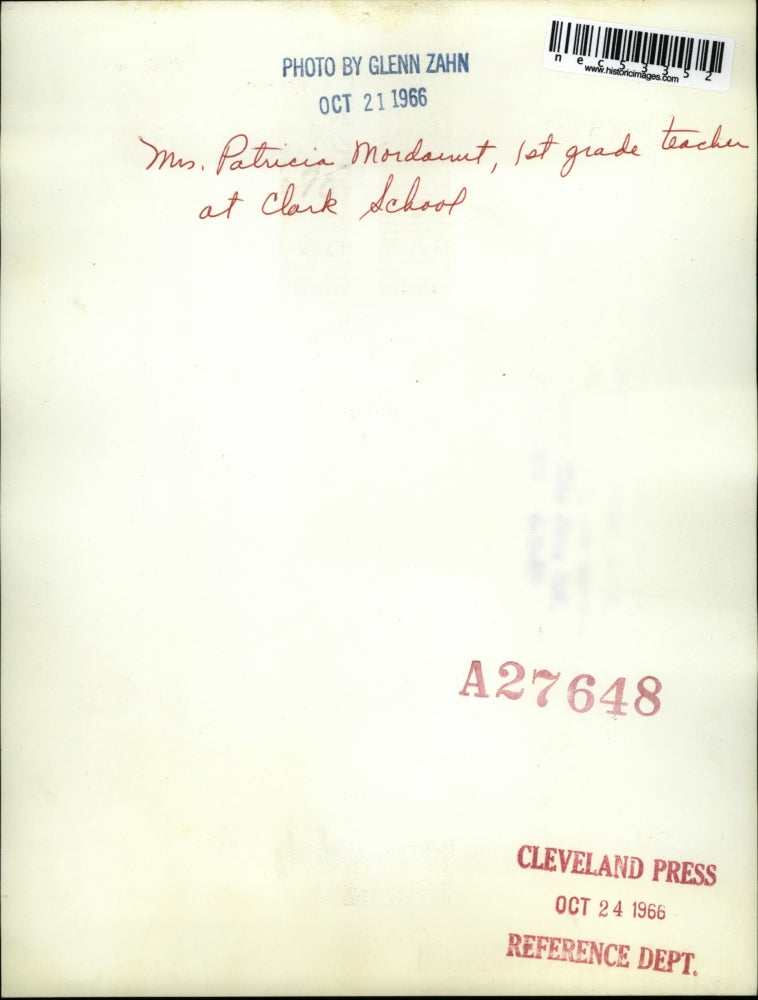 nec53352
www.historicimages.com
PHOTO BY GLENN ZAHN
OCT 21 1966
Mrs. Patricia Mordaunt, 1st grade teacher
at Clark School
A27648
CLEVELAND PRESS
OCT 24 1966
REFERENCE DEPT.